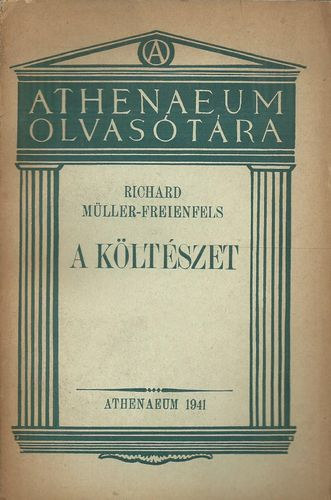 A
ATHENAEUM
OLVASÓTÁRA
RICHARD
MÜLLER-FREIENFELS
A KÖLTÉSZET
ATHENAEUM 1941